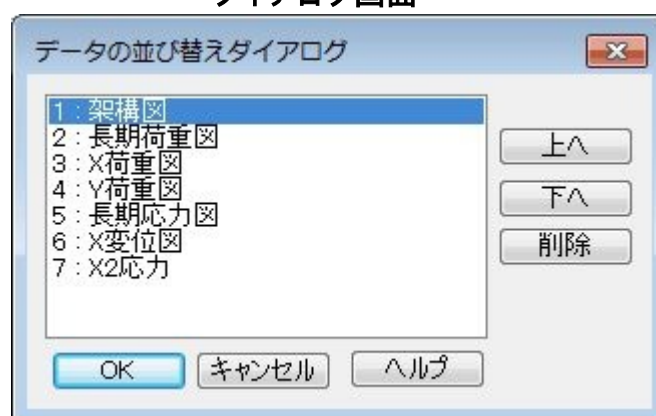 ダイアログ画面
データの並び替えダイアログ
1 : 架構図
2 : 長期荷重図
3 : X荷重図
4 : Y荷重図
5 : 長期応力図
6 : X変位図
7 : X2応力
上へ
下へ
削除
OK
キャンセル
ヘルプ